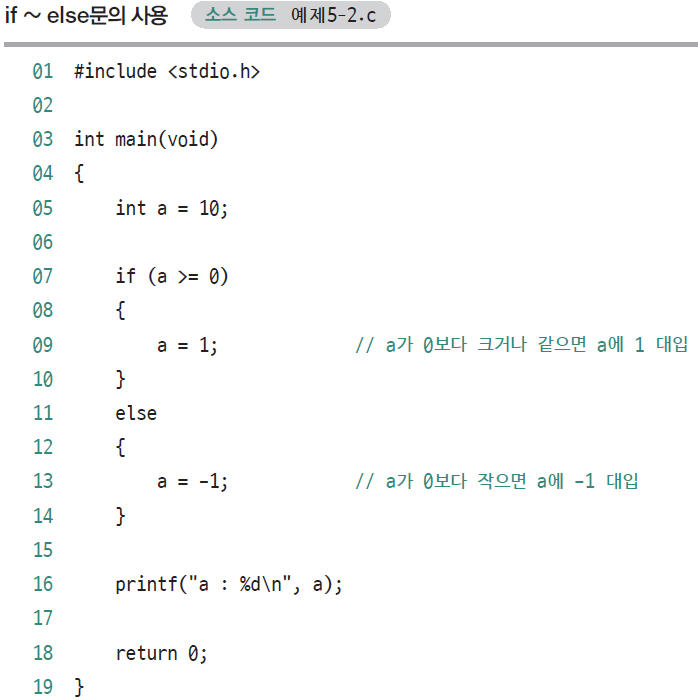 if ~ else문의 사용 소스 코드 예제5-2.c
01 #include <stdio.h>
02
03 int main(void)
04 {
05     int a = 10;
06
07     if (a >= 0)
08     {
09         a = 1;             // a가 0보다 크거나 같으면 a에 1 대입
10     }
11     else
12     {
13         a = -1;            // a가 0보다 작으면 a에 -1 대입
14     }
15
16     printf("a : %d\n", a);
17
18     return 0;
19 }